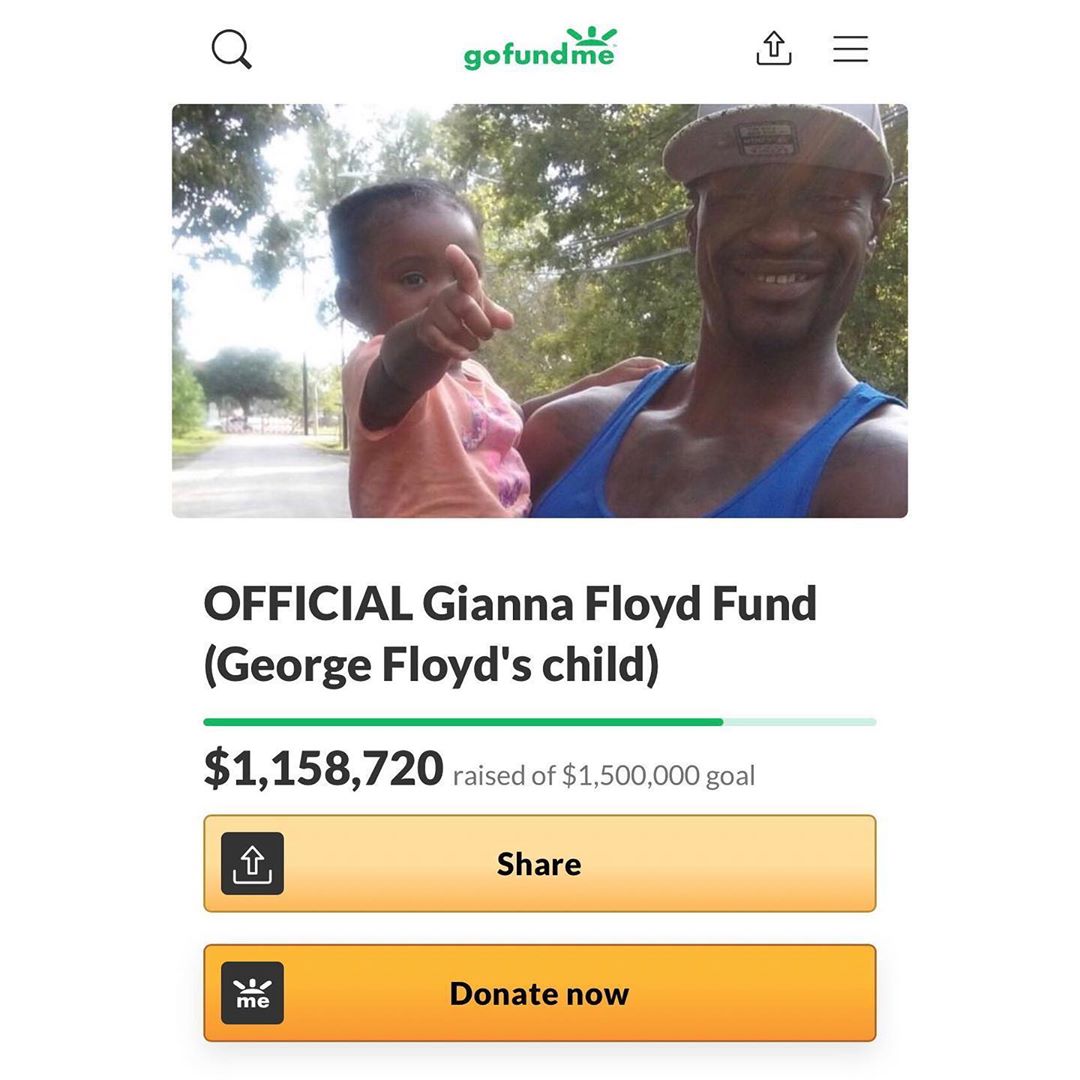 gofundme
OFFICIAL Gianna Floyd Fund
(George Floyd's child)
$1,158,720 raised of $1,500,000 goal
Share
me
Donate now